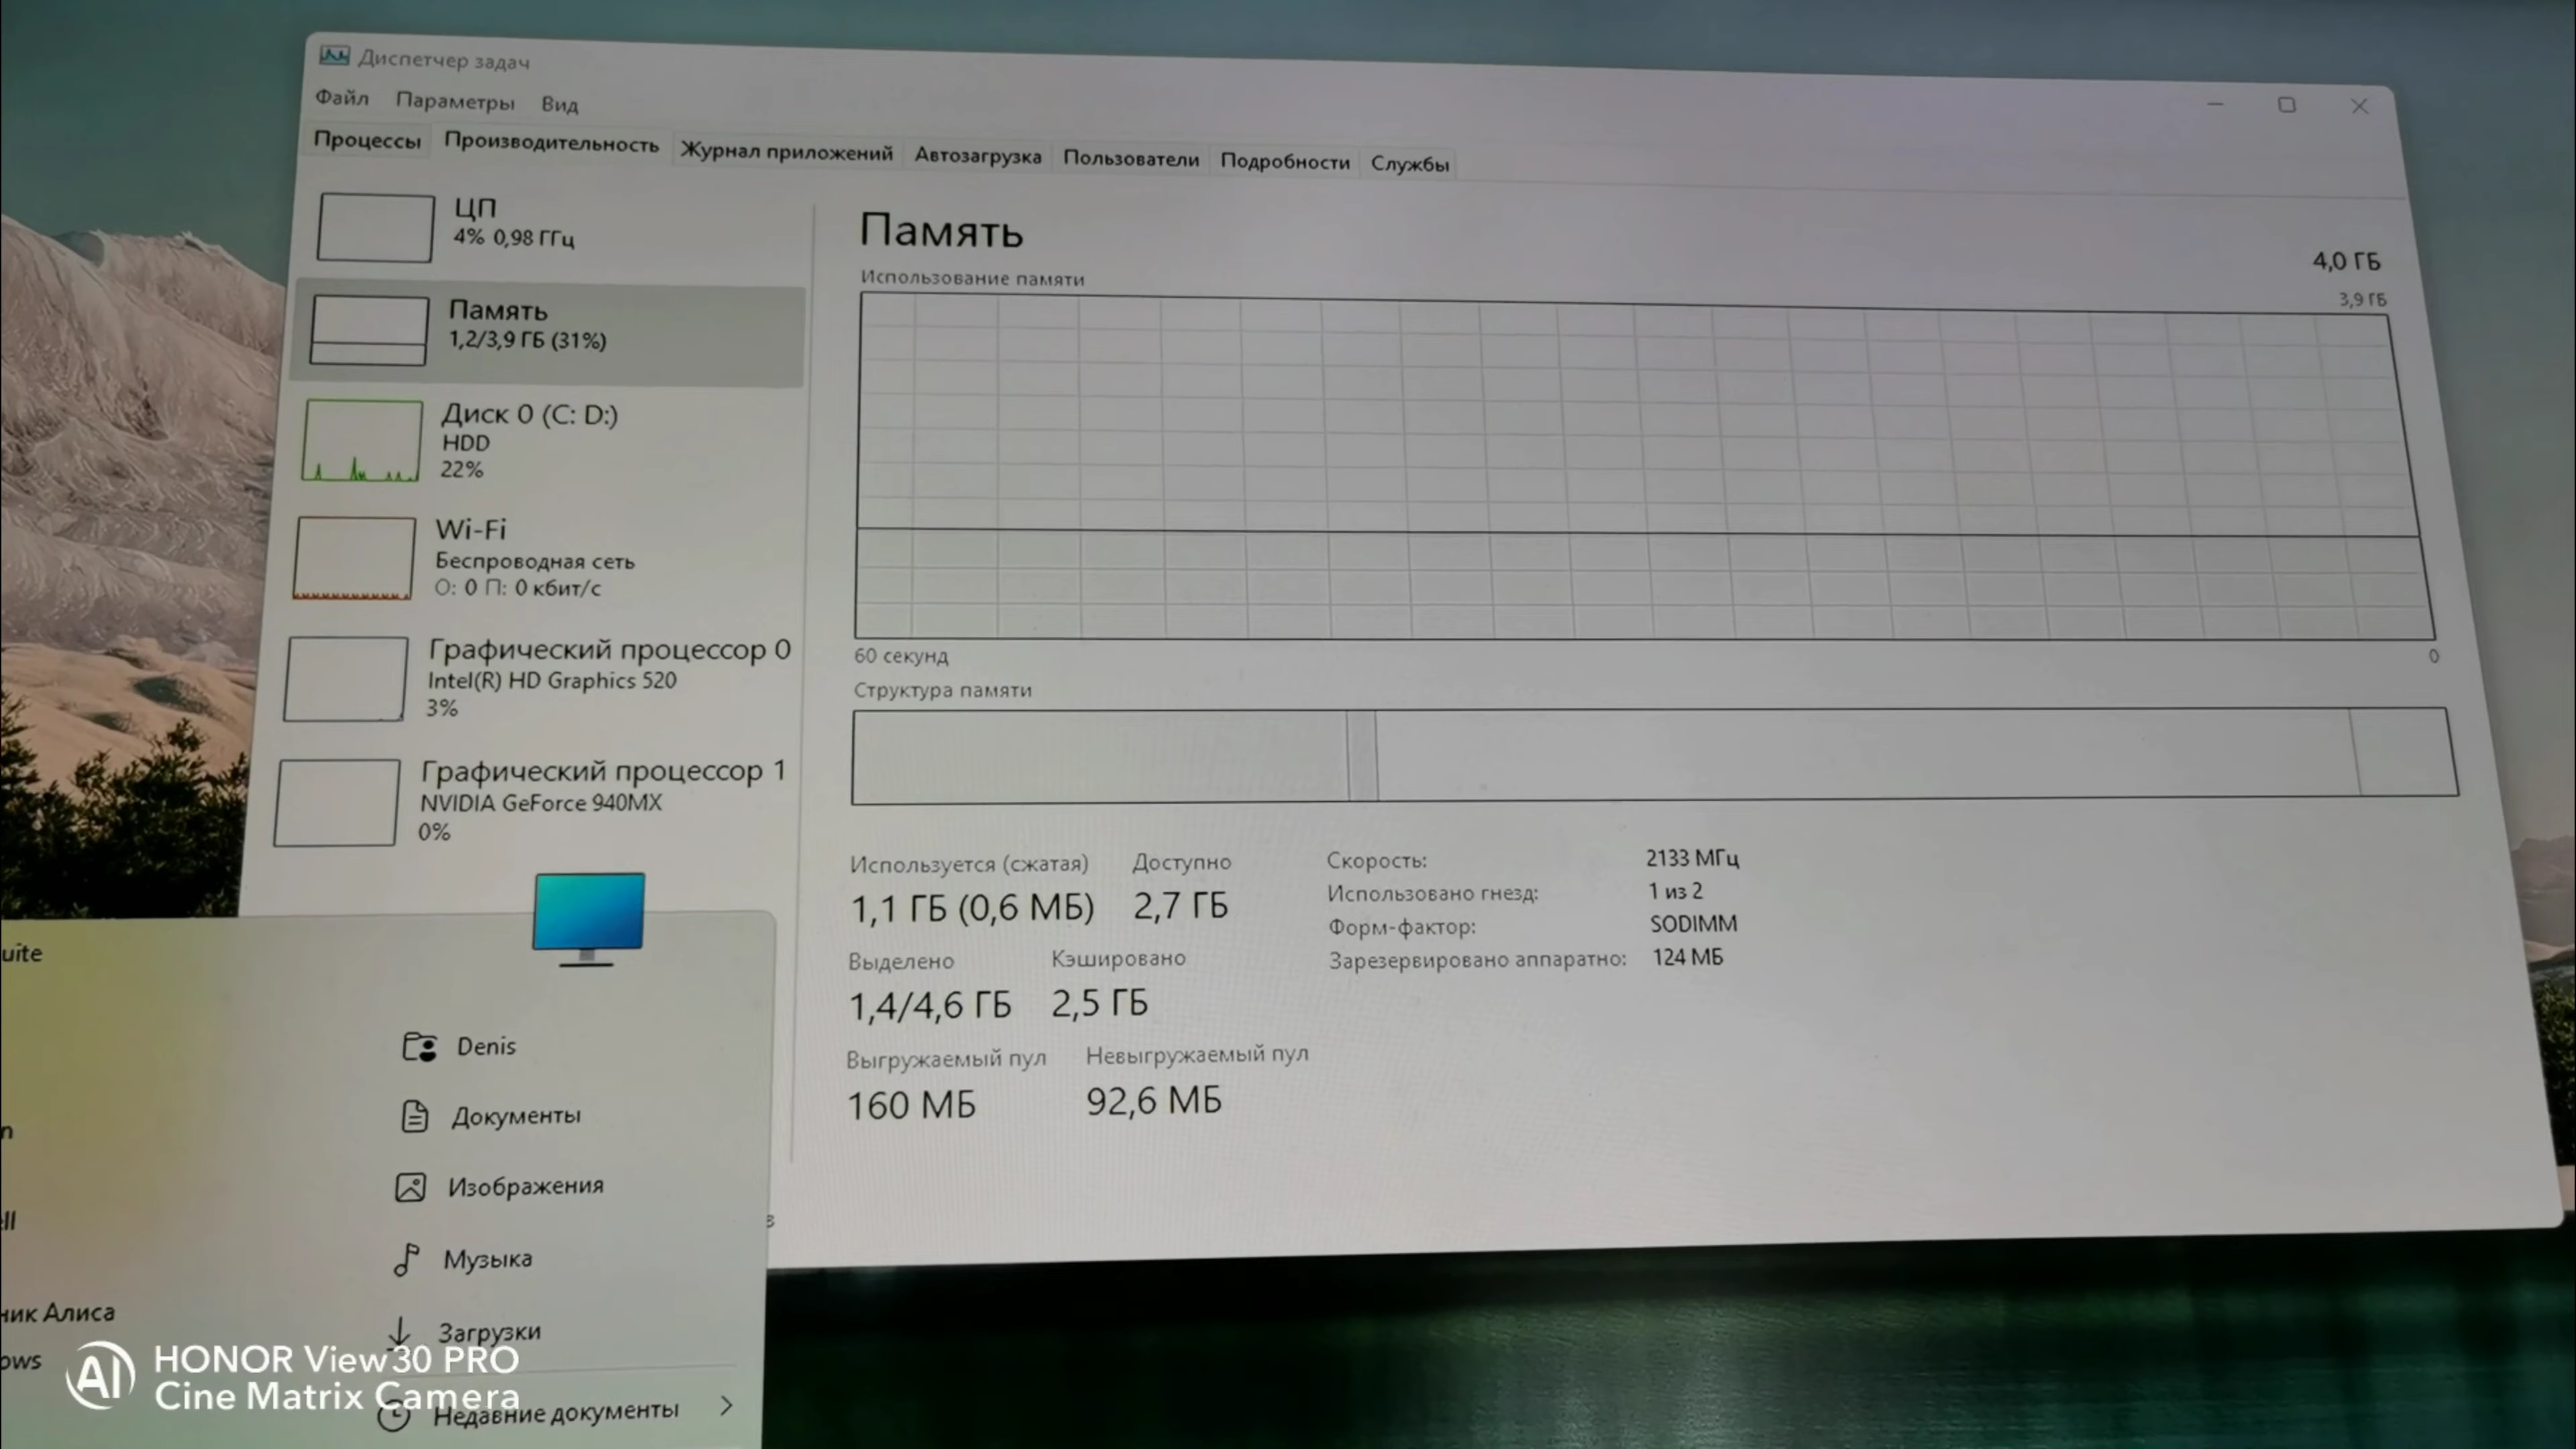 Диспетчер задач
Файл Параметры Вид
Процессы Производительность Журнал приложений Автозагрузка Пользователи Подробности Службы
ЦП
4% 0,98 ГГц
Память
1,2/3,9 ГБ (31%)
Диск 0 (C: D:)
HDD
22%
Wi-Fi
Беспроводная сеть
О: 0 П: 0 кбит/с
Графический процессор 0
Intel(R) HD Graphics 520
3%
Графический процессор 1
NVIDIA GeForce 940MX
0%
Память
4,0 ГБ
Использование памяти
3,9 ГБ
60 секунд
0
Структура памяти
Используется (сжатая) Доступно
1,1 ГБ (0,6 МБ) 2,7 ГБ
Выделено Кэшировано
1,4/4,6 ГБ 2,5 ГБ
Выгружаемый пул Невыгружаемый пул
160 МБ 92,6 МБ
Скорость: 2133 МГц
Использовано гнезд: 1 из 2
Форм-фактор: SODIMM
Зарезервировано аппаратно: 124 МБ
uite
n
ll
ник Алиса
ows
Denis
Документы
Изображения
Музыка
Загрузки
Недавние документы
AI
HONOR View30 PRO
Cine Matrix Camera